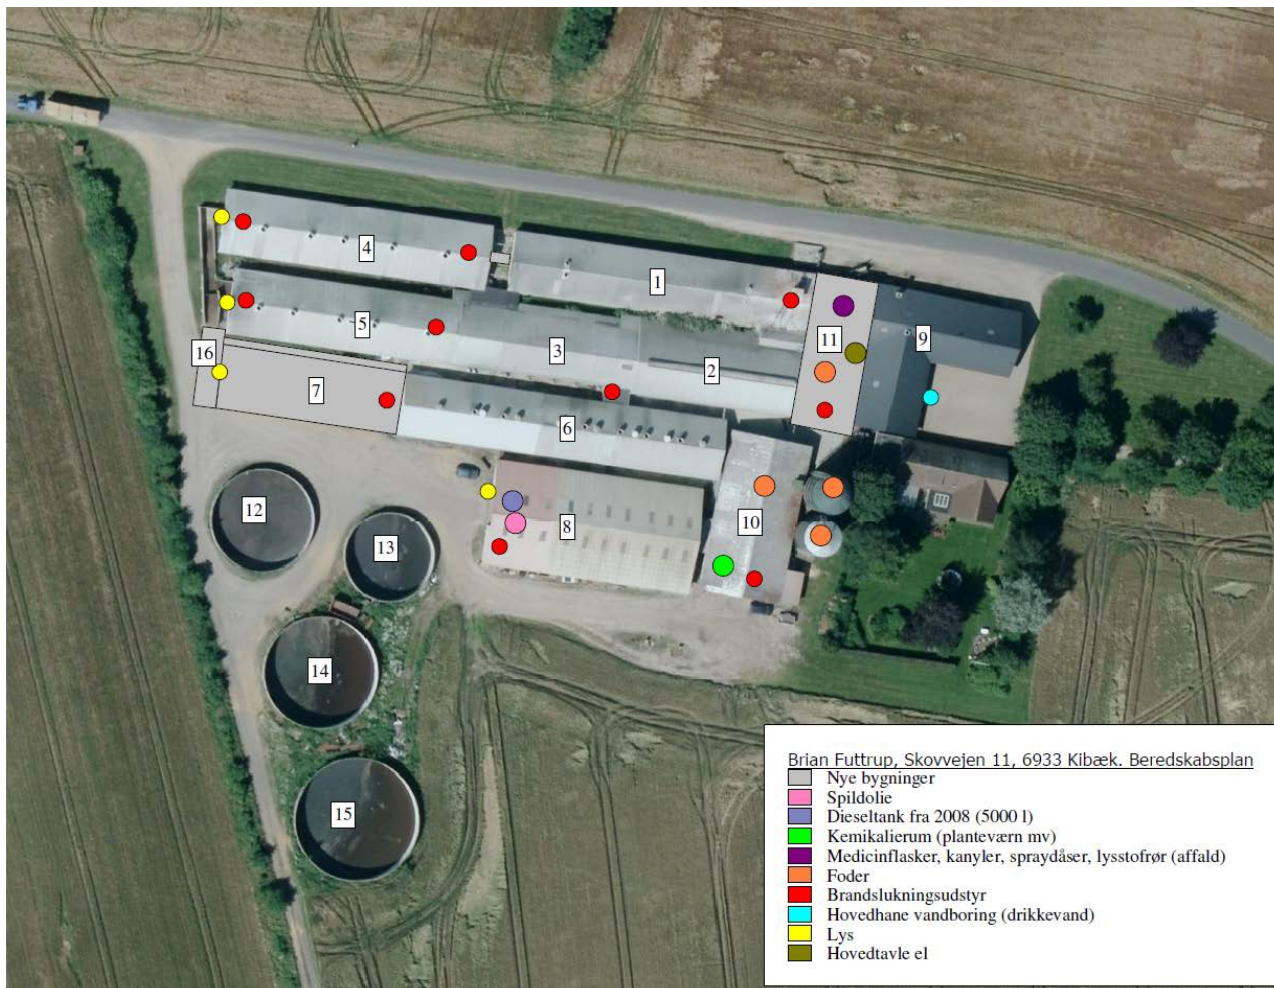 4
1
11
9
5
3
16
2
7
6
12
10
8
13
14
15
Brian Futtrup, Skovvejen 11, 6933 Kibæk. Beredskabsplan
Nye bygninger
Spildolie
Dieseltank fra 2008 (5000 l)
Kemikalierum (planteværn mv)
Medicinflasker, kanyler, spraydåser, lysstofrør (affald)
Foder
Brandslukningsudstyr
Hovedhane vandboring (drikkevand)
Lys
Hovedtavle el